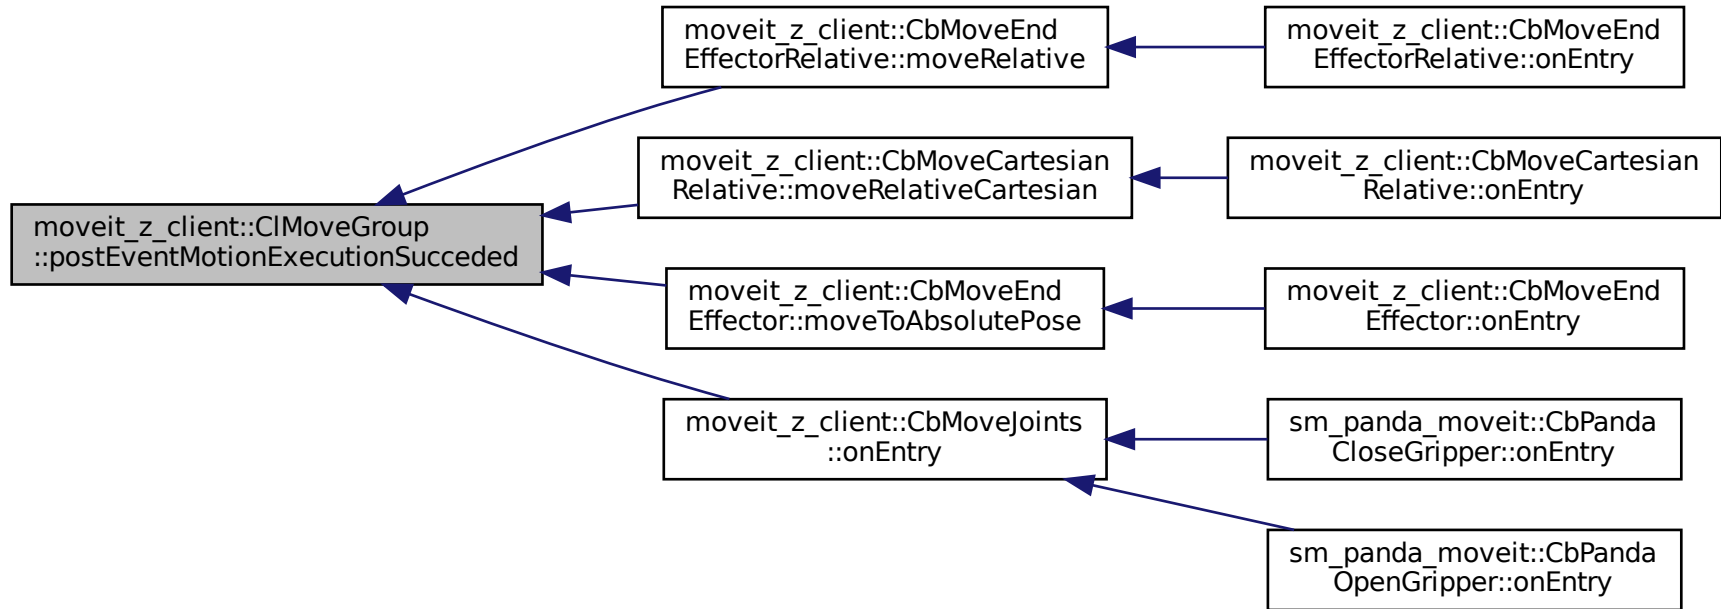 moveit_z_client::CbMoveEnd
EffectorRelative::moveRelative
moveit_z_client::CbMoveEnd
EffectorRelative::onEntry
moveit_z_client::CbMoveCartesian
Relative::moveRelativeCartesian
moveit_z_client::CbMoveCartesian
Relative::onEntry
moveit_z_client::ClMoveGroup
::postEventMotionExecutionSucceded
moveit_z_client::CbMoveEnd
Effector::moveToAbsolutePose
moveit_z_client::CbMoveEnd
Effector::onEntry
moveit_z_client::CbMoveJoints
::onEntry
sm_panda_moveit::CbPanda
CloseGripper::onEntry
sm_panda_moveit::CbPanda
OpenGripper::onEntry